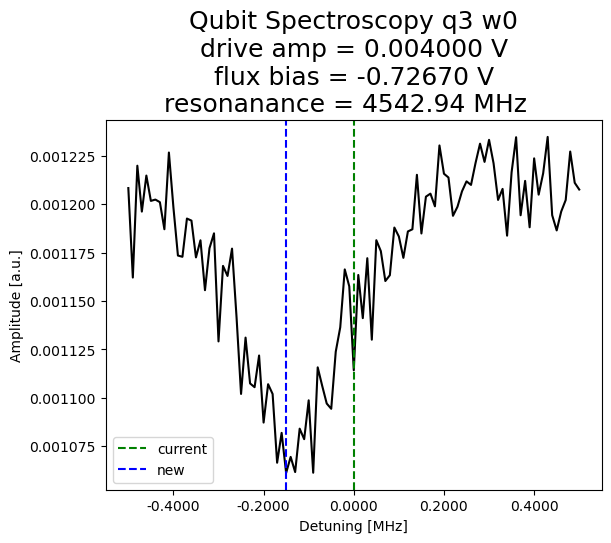 Qubit Spectroscopy q3 w0
drive amp = 0.004000 V
flux bias = -0.72670 V
resonanance = 4542.94 MHz
0.001225
0.001200
0.001175
0.001150
0.001125
0.001100
0.001075
Amplitude [a.u.]
current
new
-0.4000 -0.2000 0.0000 0.2000 0.4000
Detuning [MHz]